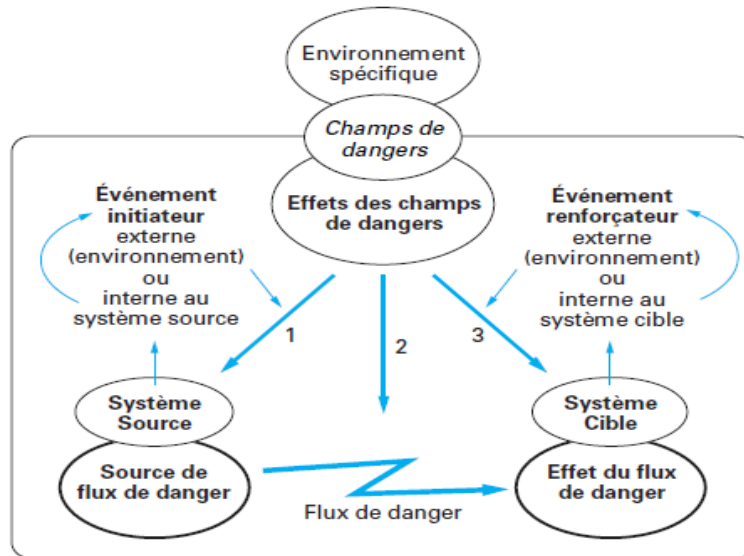 Environnement
spécifique
Champs de
dangers
Effets des champs
de dangers
Événement
initiateur
externe
(environnement)
ou
interne au
système source
Événement
renforçateur
externe
(environnement)
ou
interne au
système cible
1
2
3
Système
Source
Source de
flux de danger
Flux de danger
Système
Cible
Effet du flux
de danger